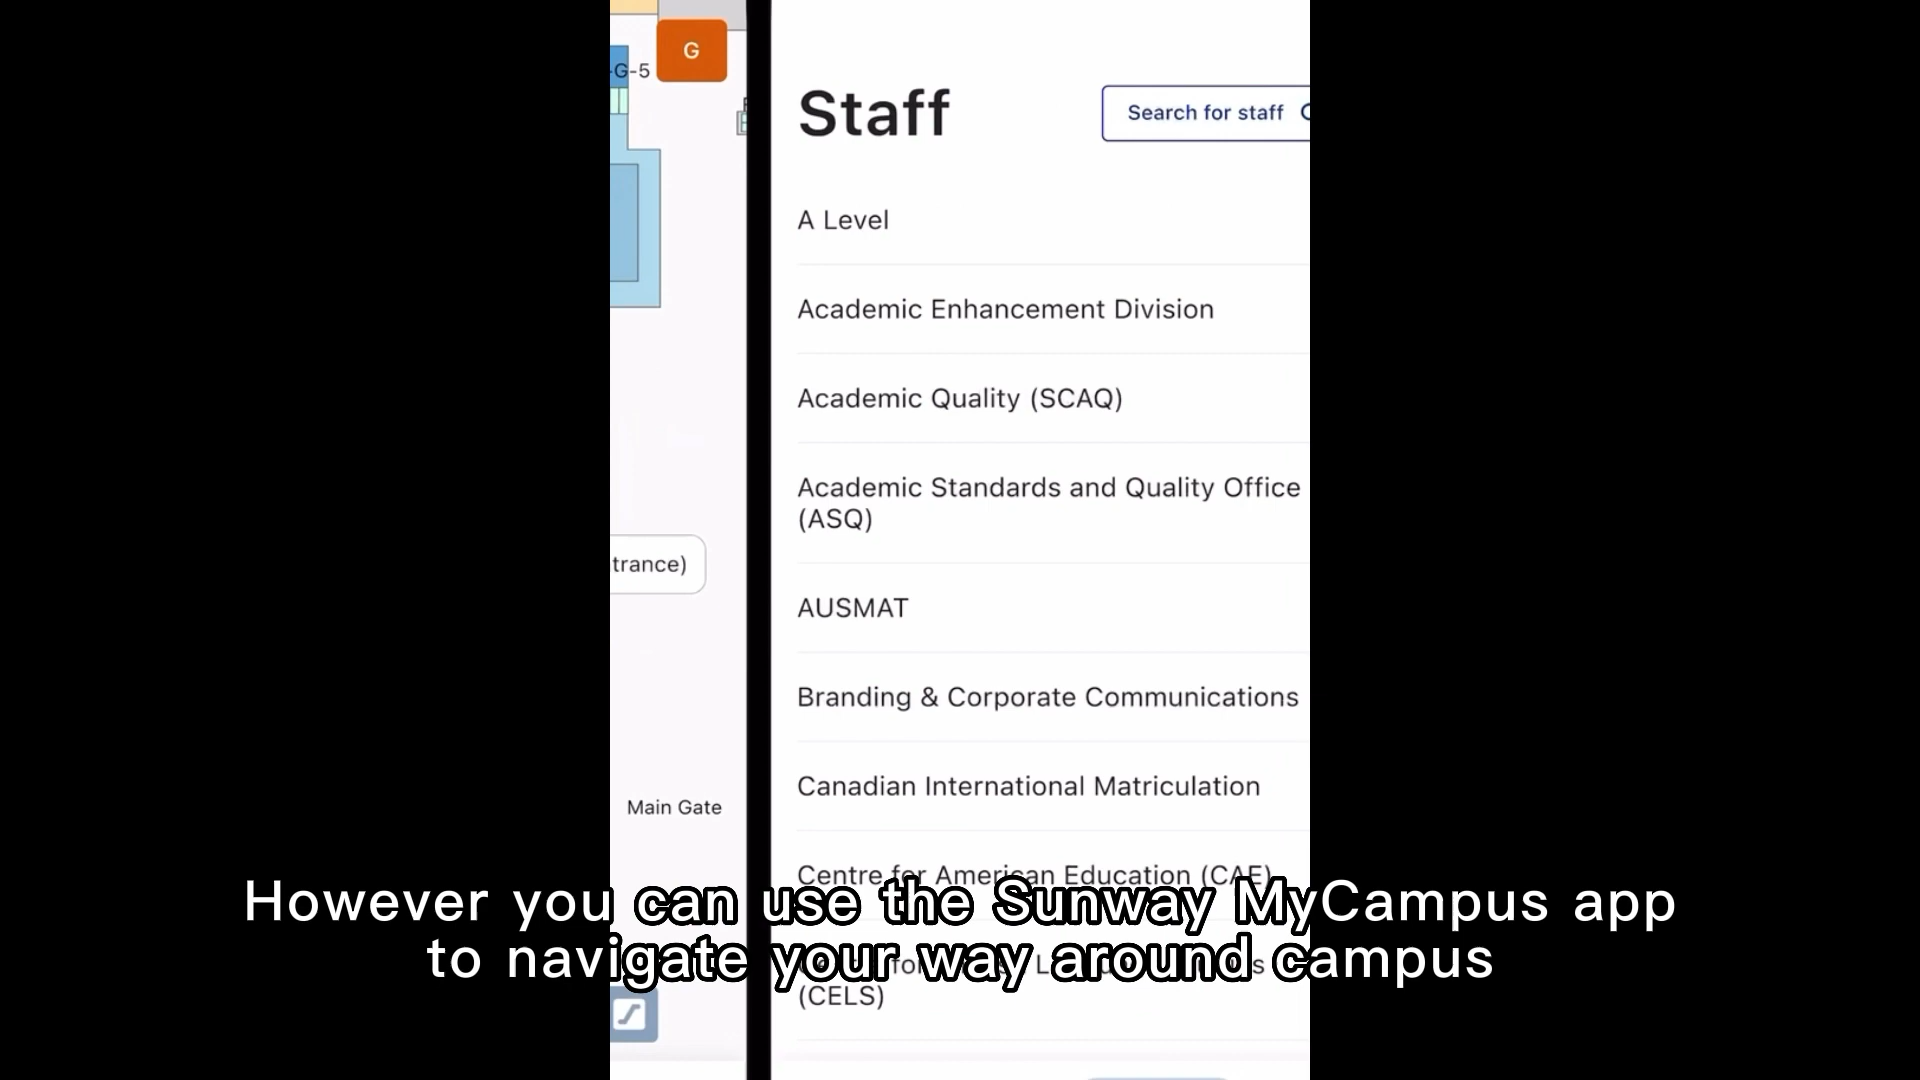 -G-5
G
trance)
Main Gate
Staff
Search for staff
A Level
Academic Enhancement Division
Academic Quality (SCAQ)
Academic Standards and Quality Office
(ASQ)
AUSMAT
Branding & Corporate Communications
Canadian International Matriculation
Centre for American Education (CAE)
(CELS)
However you can use the Sunway MyCampus app
to navigate your way around campus